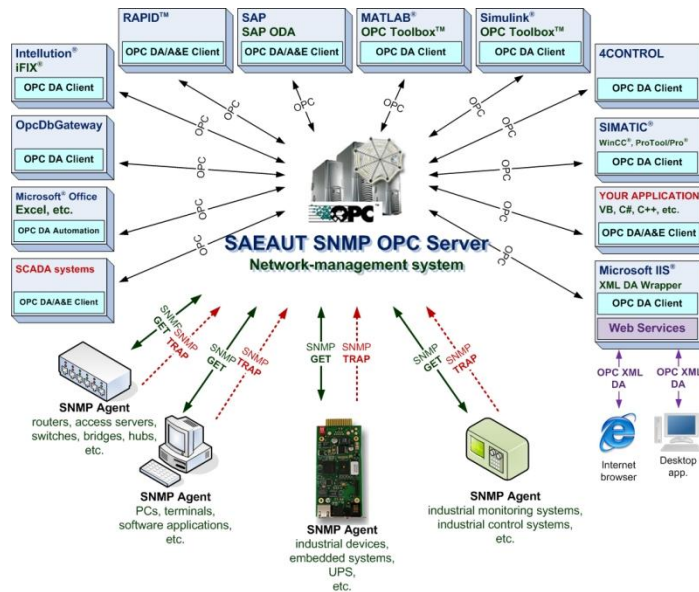 RAPID™
OPC DA/A&E Client
SAP
SAP ODA
OPC DA/A&E Client
MATLAB®
OPC Toolbox™
OPC DA Client
Simulink®
OPC Toolbox™
OPC DA Client
Intellution®
iFIX®
OPC DA Client
4CONTROL
OPC DA Client
OpcDbGateway
OPC DA Client
SIMATIC®
WinCC®, ProTool/Pro®
OPC DA Client
Microsoft® Office
Excel, etc.
OPC DA Automation
YOUR APPLICATION
VB, C#, C++, etc.
OPC DA/A&E Client
SCADA systems
OPC DA/A&E Client
Microsoft IIS®
XML DA Wrapper
OPC DA Client
Web Services
OPC
OPC
OPC
OPC
OPC
OPC
OPC
OPC
OPC
OPC
OPC
OPC
OPC
SAEAUT SNMP OPC Server
Network-management system
SNMP
GET
SNMP
TRAP
SNMP
GET
SNMP
TRAP
SNMP
GET
SNMP
TRAP
SNMP
GET
SNMP
TRAP
OPC XML
DA
OPC XML
DA
Internet
browser
Desktop
app.
SNMP Agent
routers, access servers,
switches, bridges, hubs,
etc.
SNMP Agent
PCs, terminals,
software applications,
etc.
SNMP Agent
industrial devices,
embedded systems,
UPS,
etc.
SNMP Agent
industrial monitoring systems,
industrial control systems,
etc.